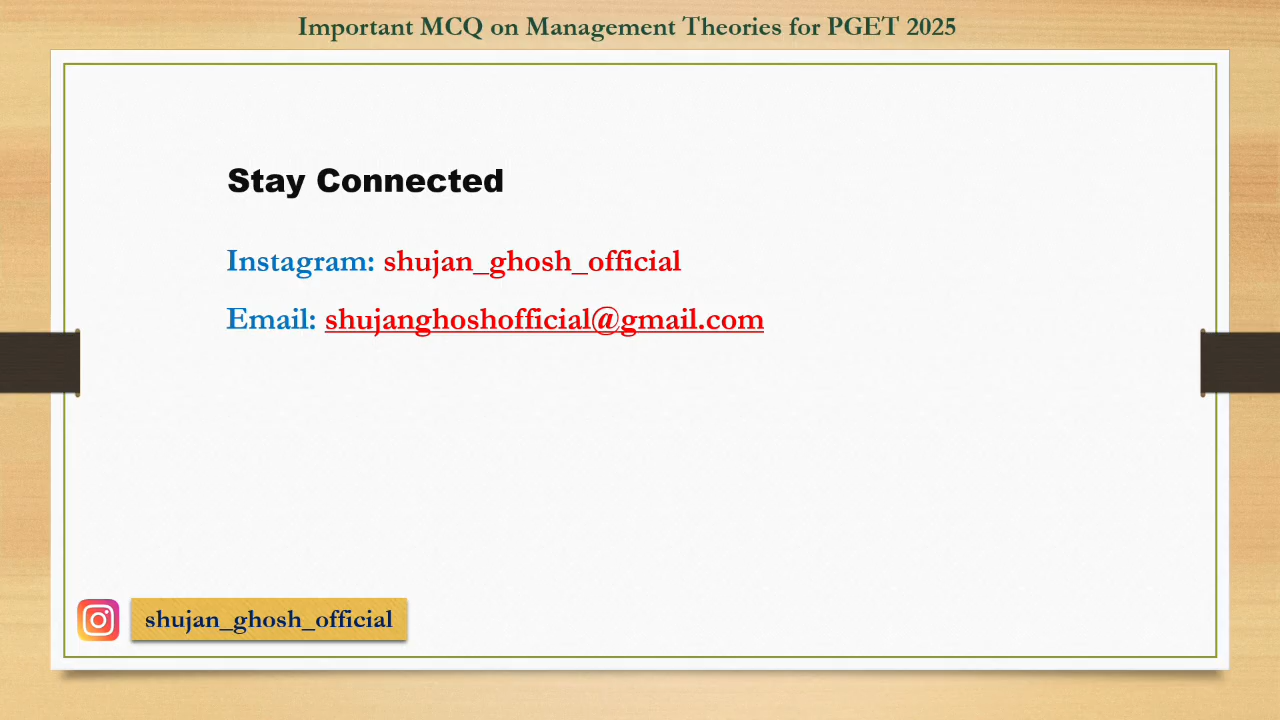 Important MCQ on Management Theories for PGET 2025
Stay Connected
Instagram: shujan_ghosh_official
Email: shujanghoshofficial@gmail.com
shujan_ghosh_official